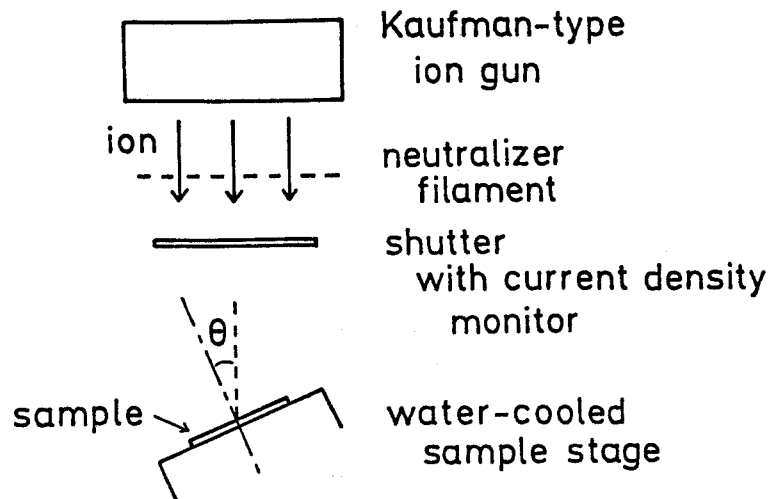 Kaufman-type
ion gun
ion
neutralizer
filament
shutter
with current density
monitor
θ
sample
water-cooled
sample stage